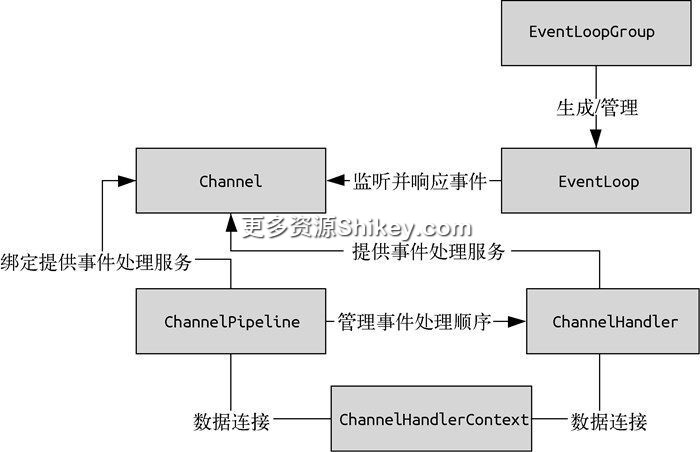 EventLoopGroup
生成/管理
Channel
监听并响应事件
EventLoop
更多资源Shikey.com
绑定提供事件处理服务
提供事件处理服务
ChannelPipeline
管理事件处理顺序
ChannelHandler
数据连接
ChannelHandlerContext
数据连接